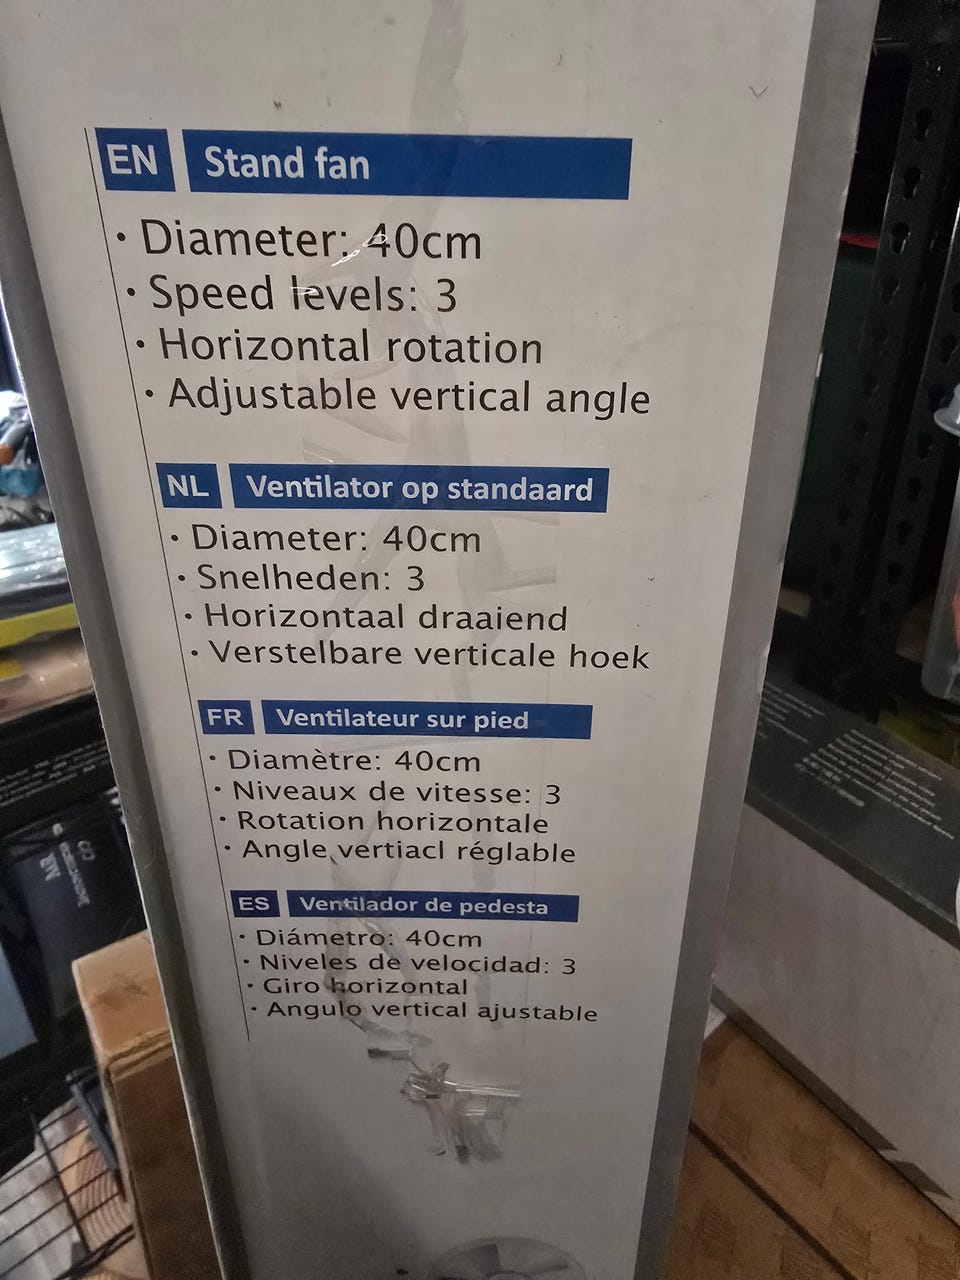 EN Stand fan
· Diameter: 40cm
· Speed levels: 3
· Horizontal rotation
· Adjustable vertical angle
NL Ventilator op standaard
· Diameter: 40cm
· Snelheden: 3
· Horizontaal draaiend
· Verstelbare verticale hoek
FR Ventilateur sur pied
· Diamètre: 40cm
· Niveaux de vitesse: 3
· Rotation horizontale
· Angle vertiacl réglable
ES Ventilador de pedesta
· Diámetro: 40cm
· Niveles de velocidad: 3
· Giro horizontal
· Angulo vertical ajustable